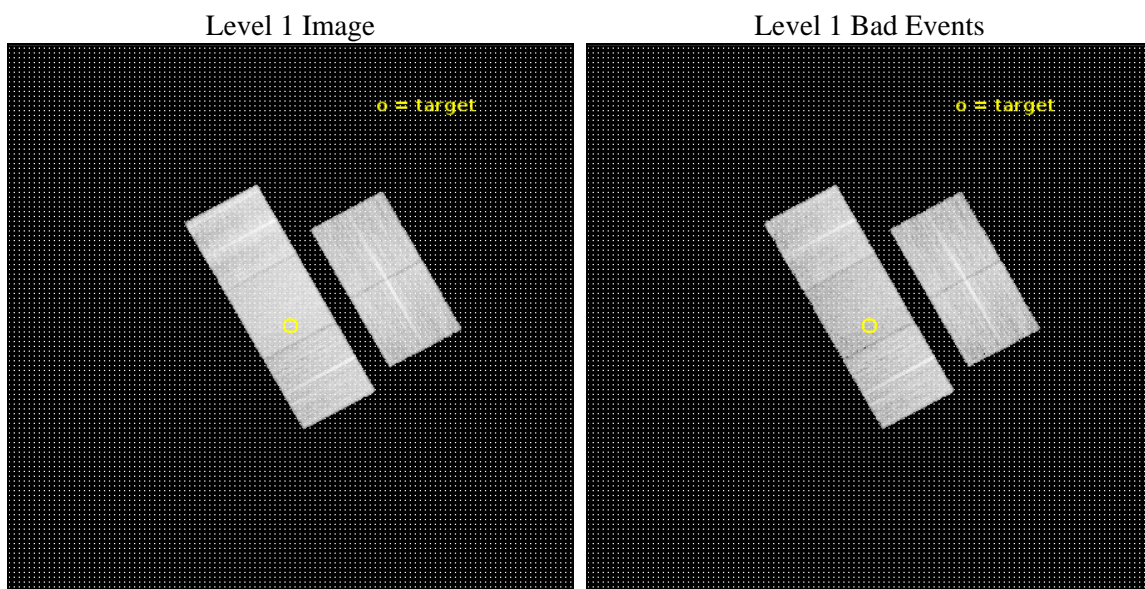 Level 1 Image
Level 1 Bad Events
o = target
o = target